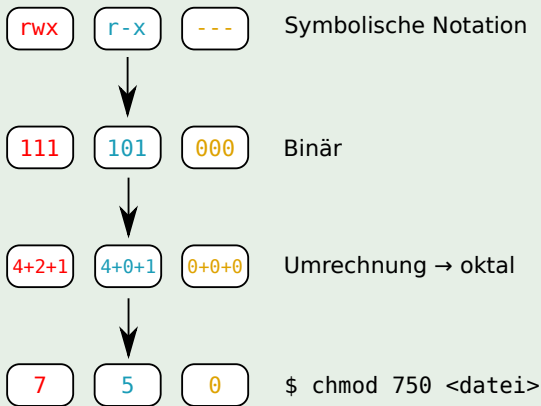 rwx r-x --- Symbolische Notation
111 101 000 Binär
4+2+1 4+0+1 0+0+0 Umrechnung → oktal
7 5 0 $ chmod 750 <datei>